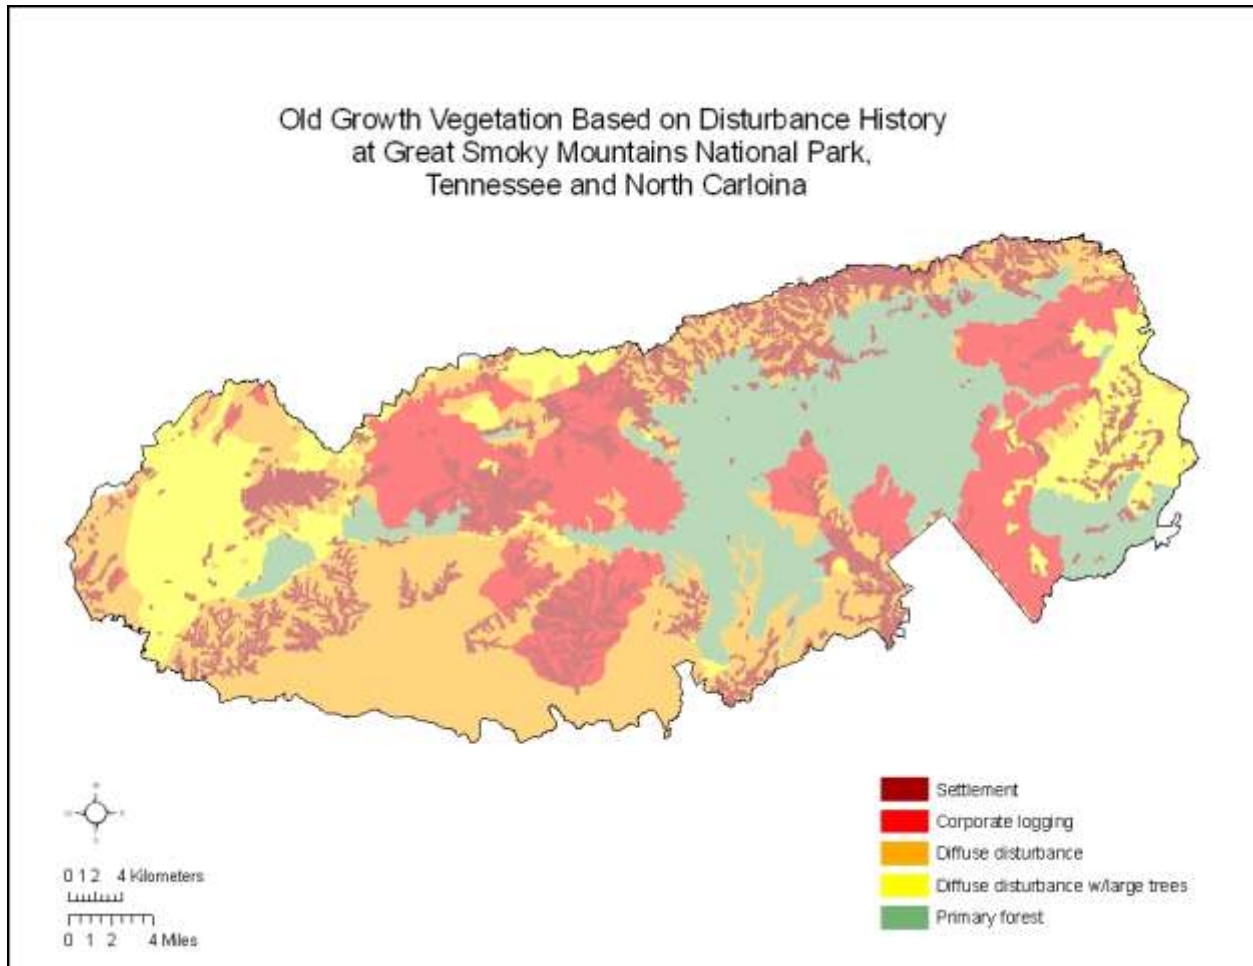 Old Growth Vegetation Based on Disturbance History
at Great Smoky Mountains National Park,
Tennessee and North Carloina
Settlement
Corporate logging
Diffuse disturbance
Diffuse disturbance w/large trees
Primary forest
0 1 2 4 Kilometers
0 1 2 4 Miles